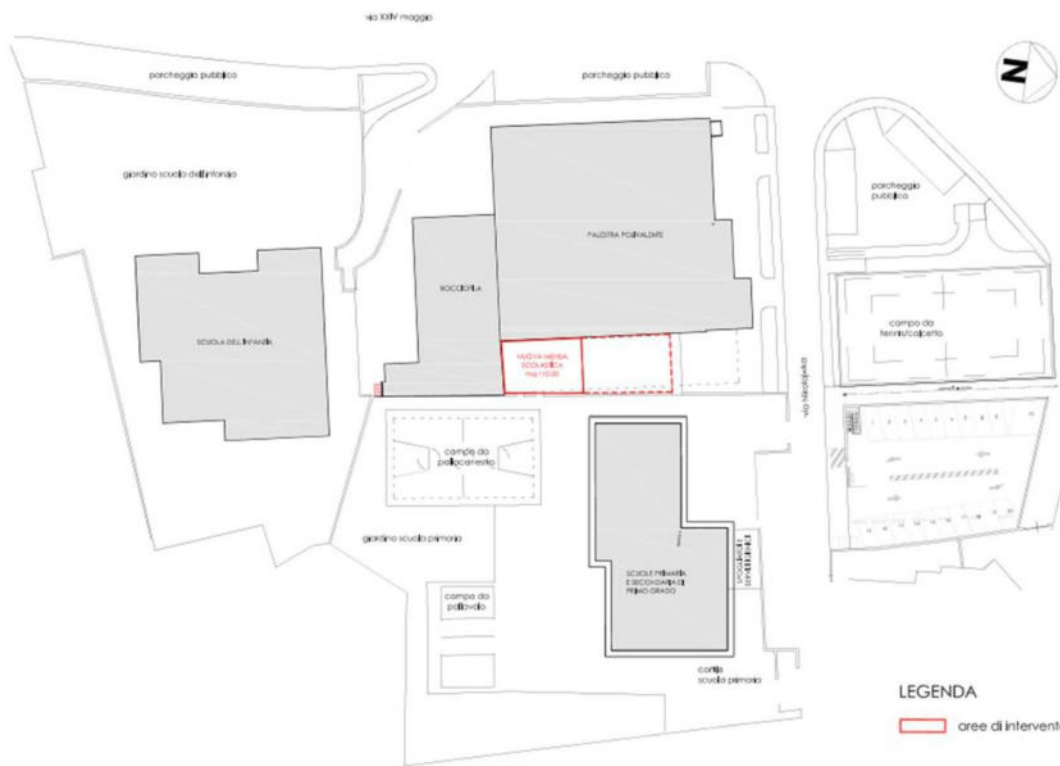 via XXIV maggio
parcheggio pubblico
parcheggio pubblico
N
giardino scuola dell'infanzia
parcheggio
pubblico
PALESTRA POLIVALENTE
BOCCIOFILA
campo da
tennis/calcetto
SCUOLA DELL'INFANZIA
NUOVA MENSA
SCOLASTICA
via Nikolajewka
campo da
pallacanestro
giardino scuola primaria
SCUOLE PRIMARIA
E SECONDARIA DI
PRIMO GRADO
campo da
pallavolo
cortile
scuola primaria
LEGENDA
aree di intervento